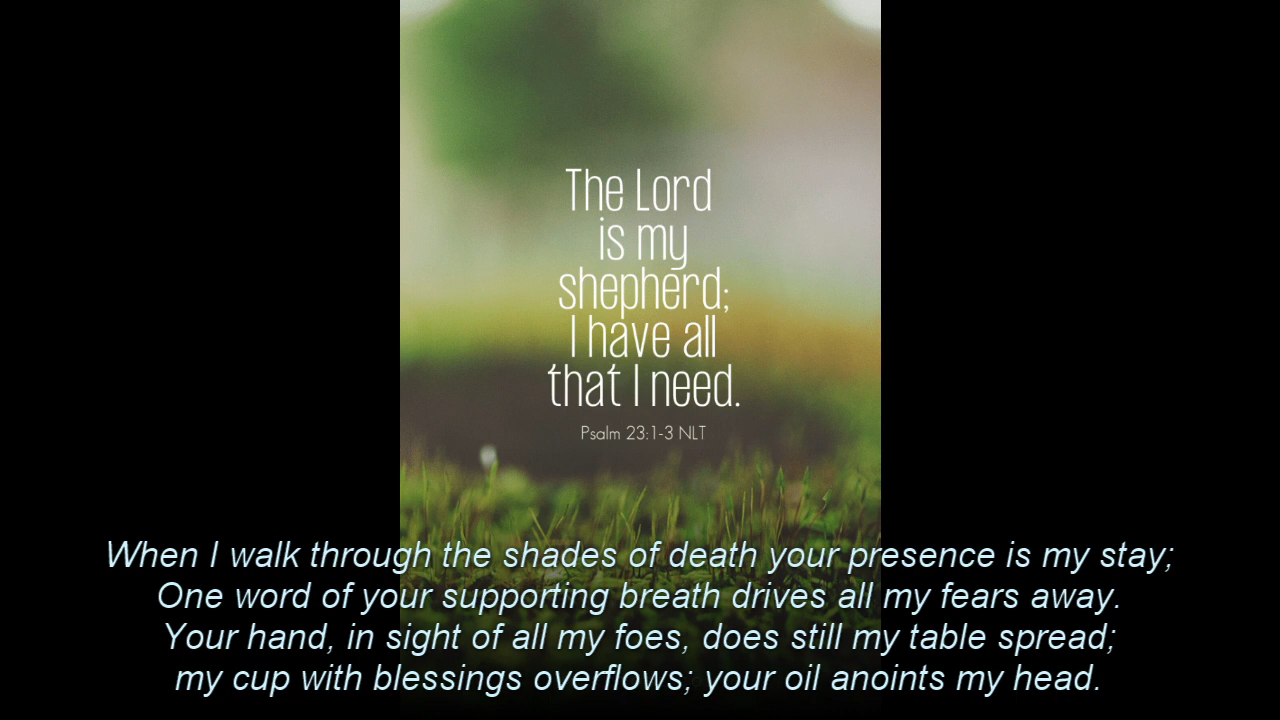 The Lord
is my
shepherd;
I have all
that I need.
Psalm 23:1-3 NLT
When I walk through the shades of death your presence is my stay;
One word of your supporting breath drives all my fears away.
Your hand, in sight of all my foes, does still my table spread;
my cup with blessings overflows; your oil anoints my head.